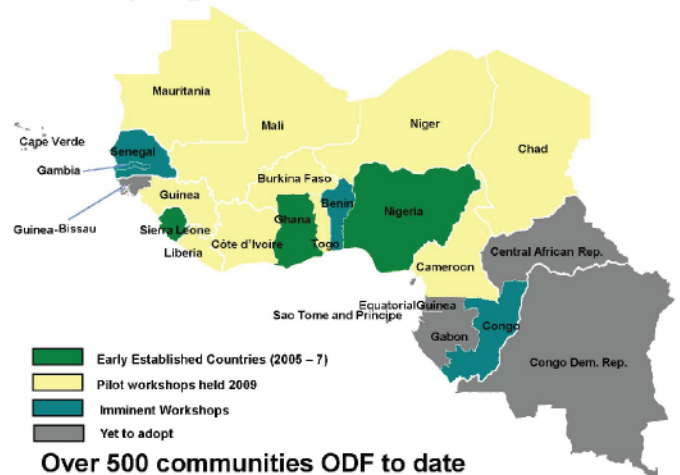 Mauritania
Mali
Niger
Chad
Cape Verde
Senegal
Gambia
Guinea-Bissau
Guinea
Sierra Leone
Liberia
Côte d'Ivoire
Burkina Faso
Ghana
Togo
Benin
Nigeria
Cameroon
Central African Rep.
EquatorialGuinea
Sao Tome and Principe
Gabon
Congo
Congo Dem. Rep.
Early Established Countries (2005 – 7)
Pilot workshops held 2009
Imminent Workshops
Yet to adopt
Over 500 communities ODF to date